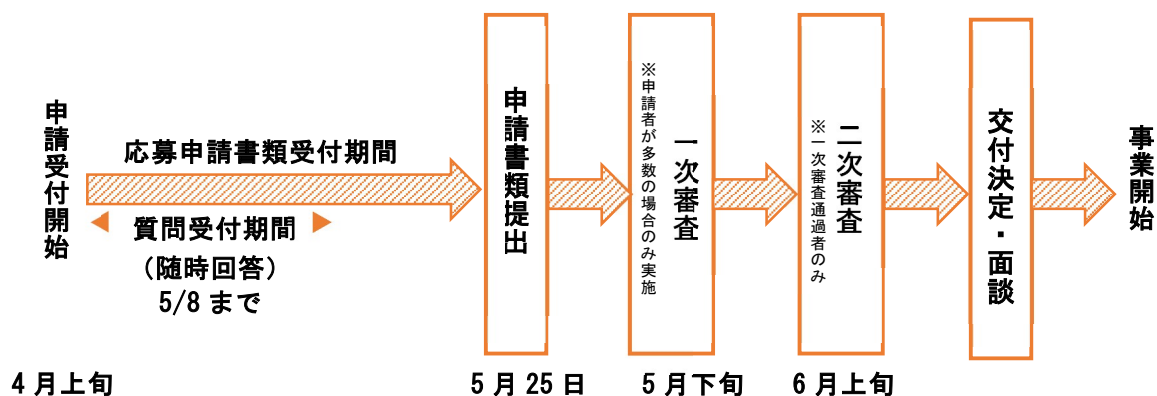 申請受付開始
応募申請書類受付期間
質問受付期間
（随時回答）
5/8 まで
申請書類提出
一次審査
※申請者が多数の場合のみ実施
二次審査
※一次審査通過者のみ
交付決定・面談
事業開始
4 月上旬
5 月 25 日
5 月下旬
6 月上旬